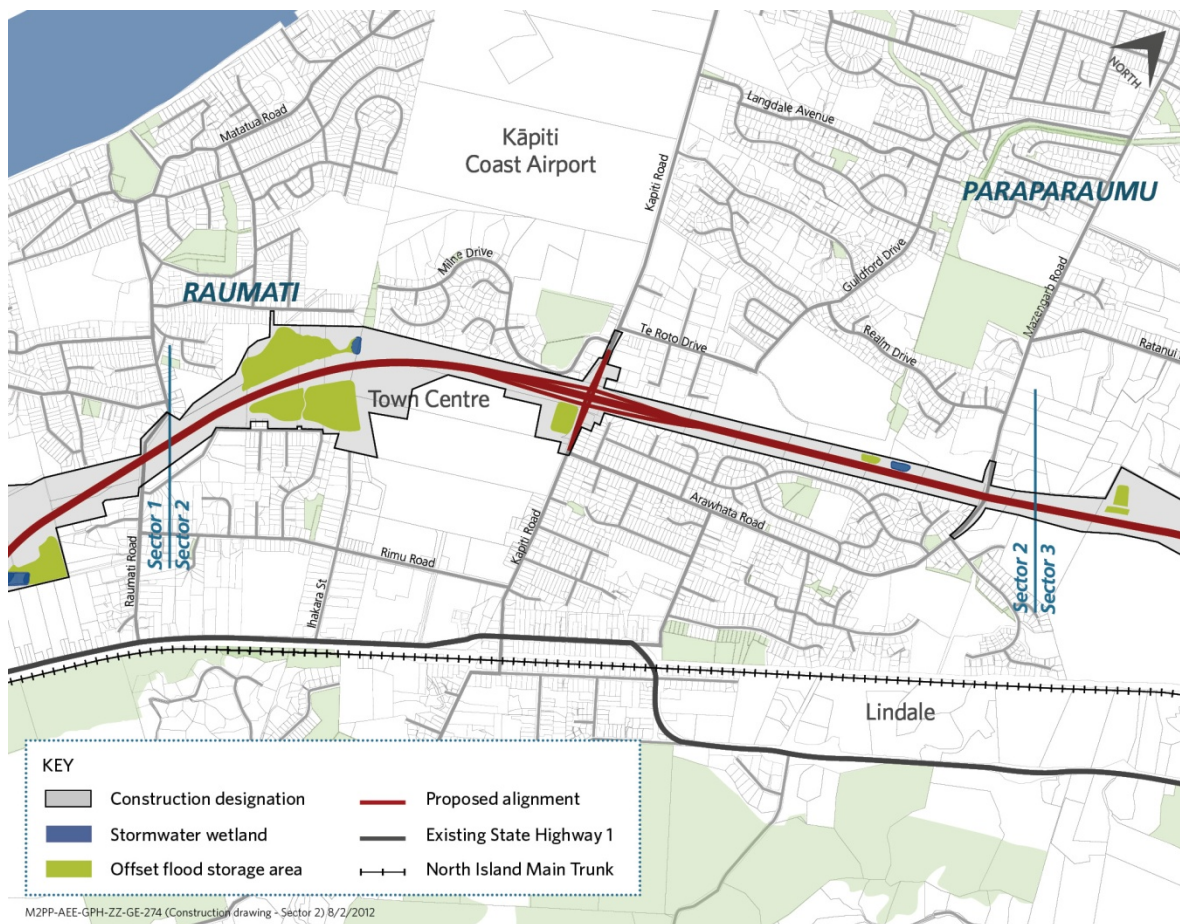 NORTH
Langdale Avenue
Matatua Road
Kāpiti
Coast Airport
Kapiti Road
PARAPARAUMU
Milne Drive
Guildford Drive
Mazengarb Road
RAUMATI
Te Roto Drive
Realm Drive
Ratanui
Town Centre
Arawhata Road
Sector 1
Sector 2
Raumati Road
Rimu Road
Kapiti Road
Ihakara St
Sector 2
Sector 3
Lindale
KEY
Construction designation
Proposed alignment
Stormwater wetland
Existing State Highway 1
Offset flood storage area
North Island Main Trunk
M2PP-AEE-GPH-ZZ-GE-274 (Construction drawing - Sector 2) 8/2/2012